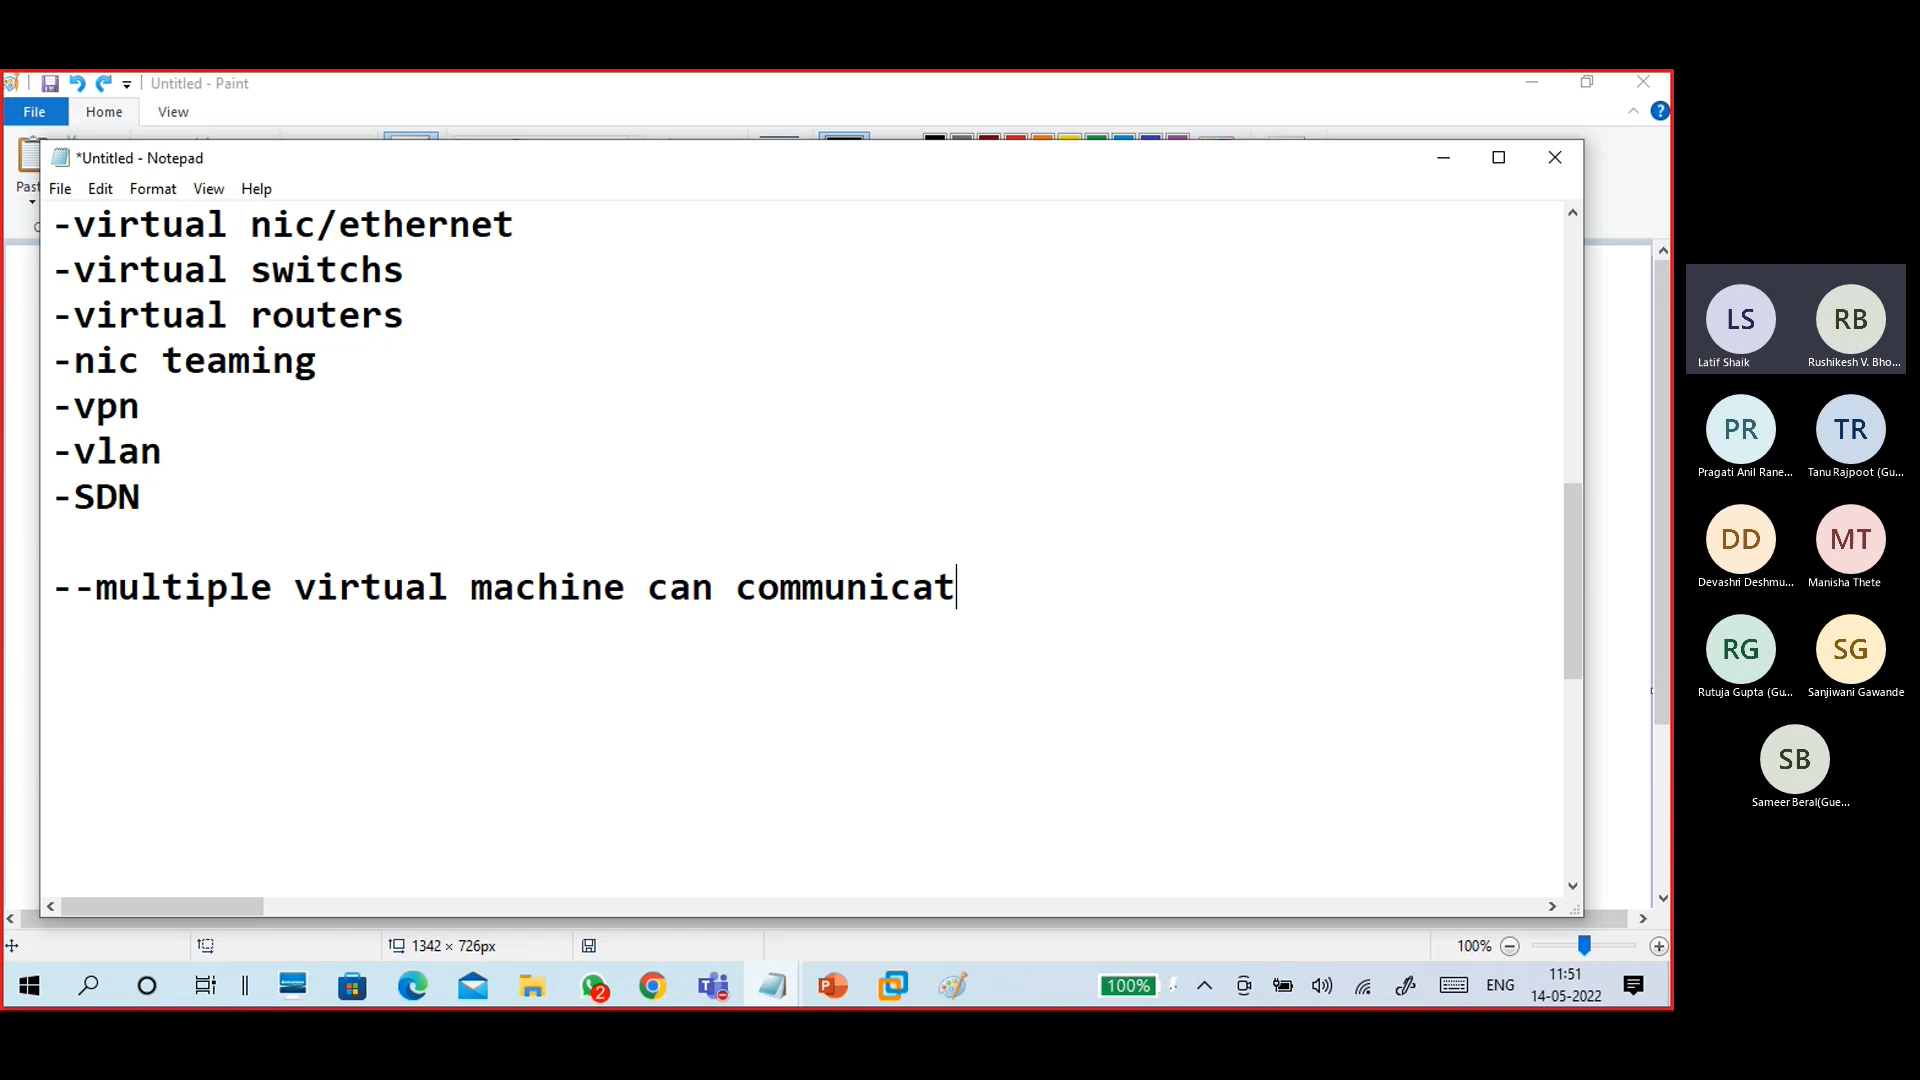 Untitled - Paint
File Home View
Past
*Untitled - Notepad
File Edit Format View Help
-virtual nic/ethernet
-virtual switchs
-virtual routers
-nic teaming
-vpn
-vlan
-SDN
--multiple virtual machine can communicat
1342 × 726px
100%
2
100%
ENG
11:51
14-05-2022
LS
Latif Shaik
RB
Rushikesh V. Bho...
PR
Pragati Anil Rane...
TR
Tanu Rajpoot (Gu...
DD
Devashri Deshmu...
MT
Manisha Thete
RG
Rutuja Gupta (Gu...
SG
Sanjiwani Gawande
SB
Sameer Beral(Gue...